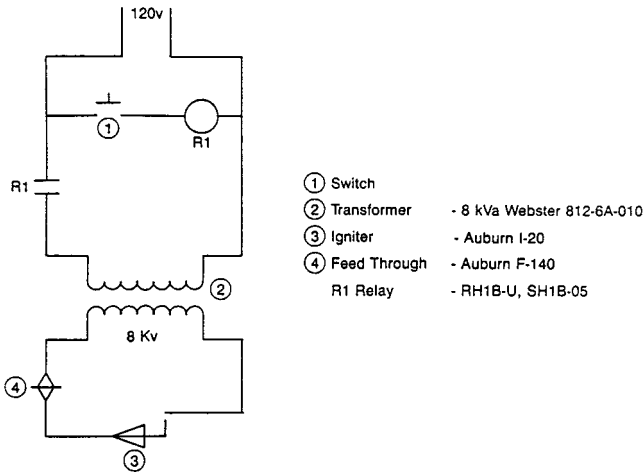 120v
① 
R1
R1
① Switch
② Transformer - 8 kVa Webster 812-6A-010
③ Igniter - Auburn I-20
④ Feed Through - Auburn F-140
R1 Relay - RH1B-U, SH1B-05
②
8 Kv
④
③